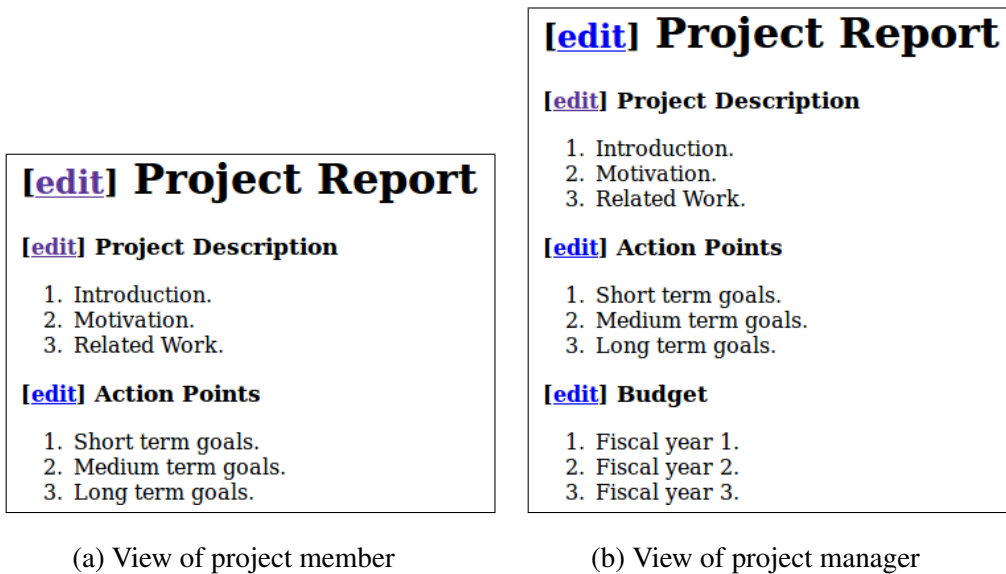 [edit] Project Report
[edit] Project Description
1. Introduction.
2. Motivation.
3. Related Work.
[edit] Action Points
1. Short term goals.
2. Medium term goals.
3. Long term goals.
(a) View of project member
[edit] Project Report
[edit] Project Description
1. Introduction.
2. Motivation.
3. Related Work.
[edit] Action Points
1. Short term goals.
2. Medium term goals.
3. Long term goals.
[edit] Budget
1. Fiscal year 1.
2. Fiscal year 2.
3. Fiscal year 3.
(b) View of project manager